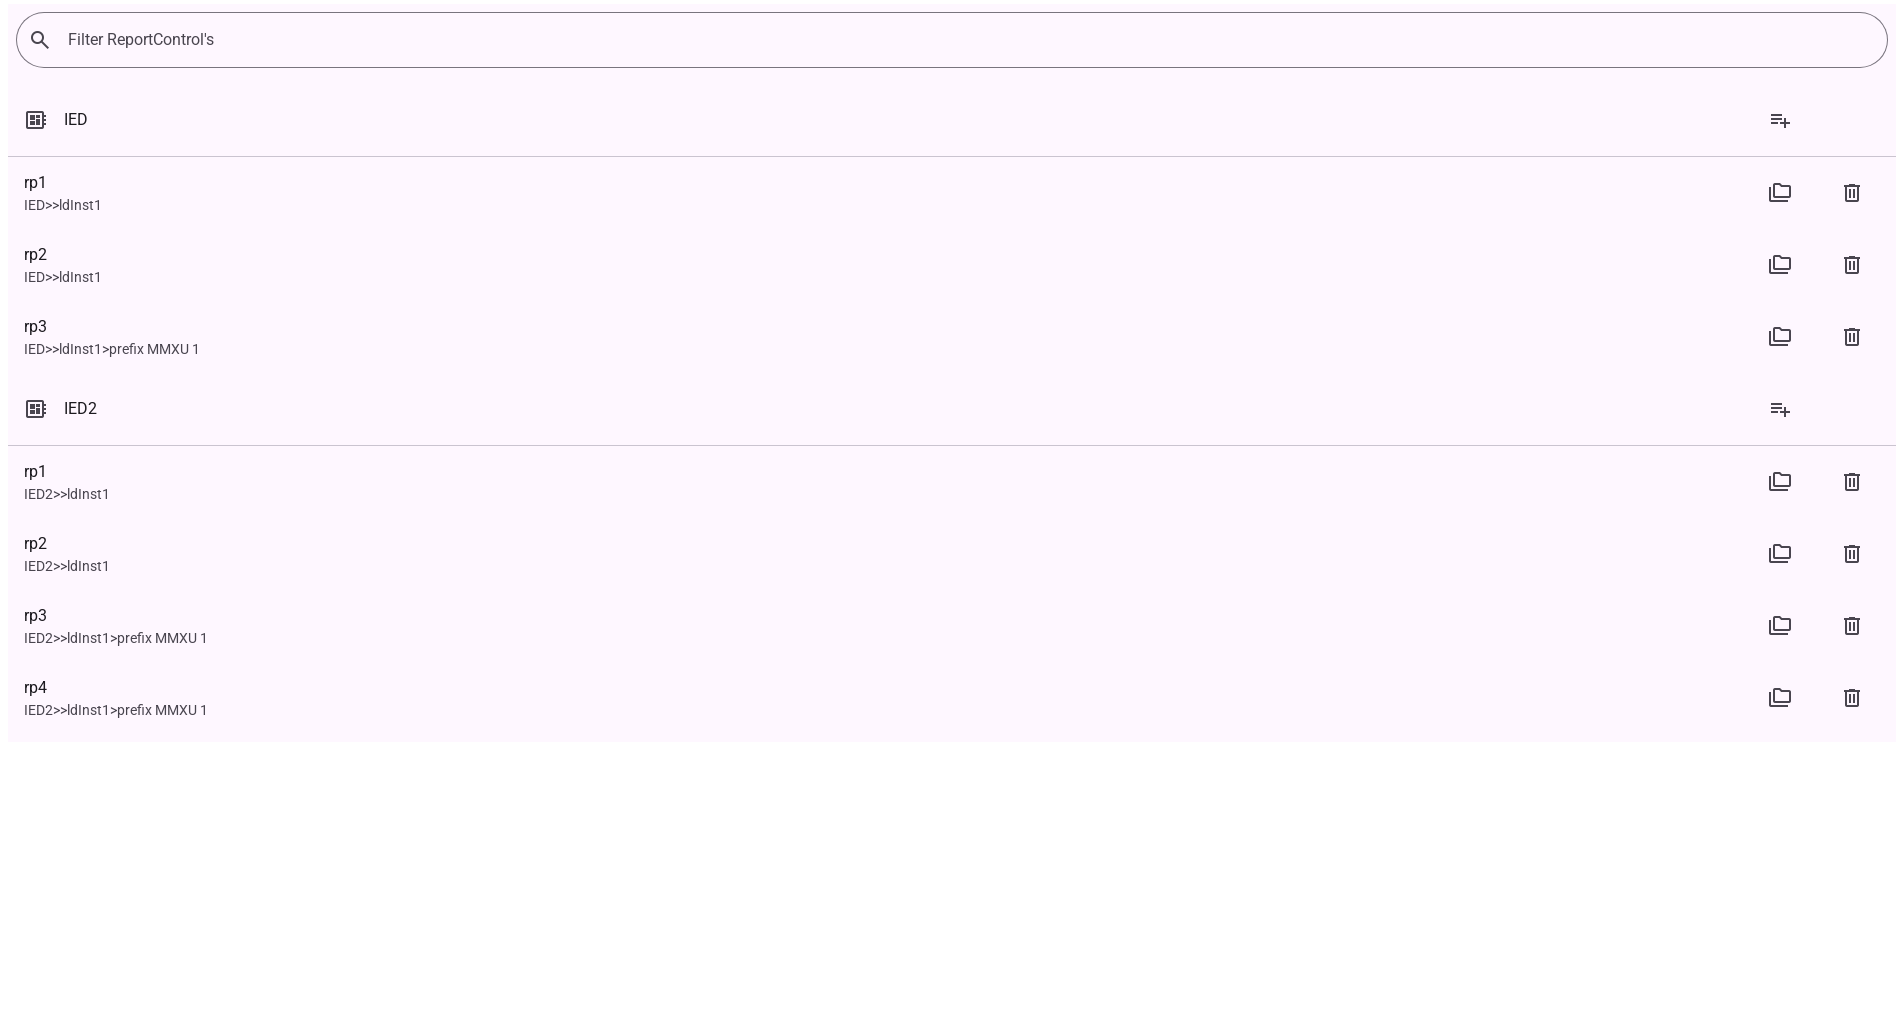 Filter ReportControl's
IED
rp1
IED>>ldInst1
rp2
IED>>ldInst1
rp3
IED>>ldInst1>prefix MMXU 1
IED2
rp1
IED2>>ldInst1
rp2
IED2>>ldInst1
rp3
IED2>>ldInst1>prefix MMXU 1
rp4
IED2>>ldInst1>prefix MMXU 1